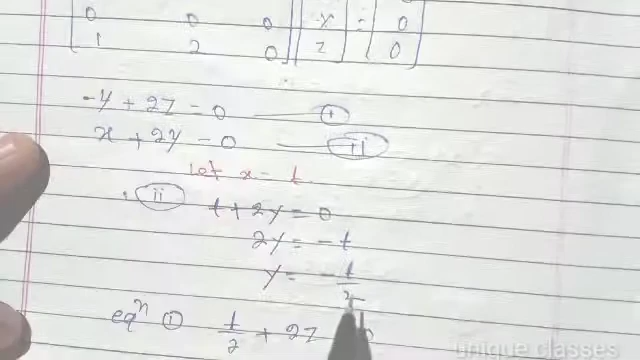 0 0 0 y = 0
1 2 0 z 0
-y + 2z = 0 — i
x + 2y = 0 — ii
let x = t
ii t + 2y = 0
2y = -t
y = -t/2
eqⁿ i t/2 + 2z 0
unique classes